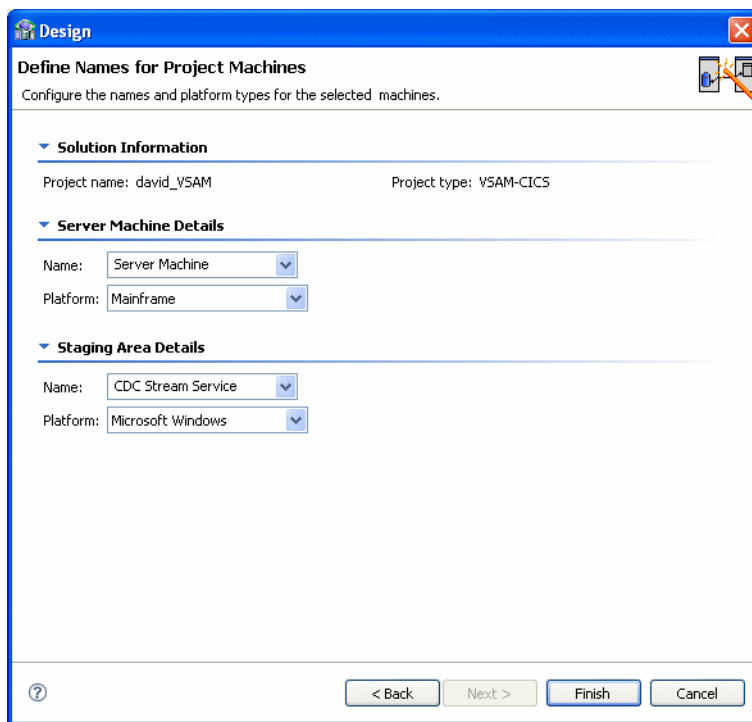 Design
Define Names for Project Machines
Configure the names and platform types for the selected machines.
Solution Information
Project name: david_VSAM Project type: VSAM-CICS
Server Machine Details
Name: Server Machine
Platform: Mainframe
Staging Area Details
Name: CDC Stream Service
Platform: Microsoft Windows
? < Back Next > Finish Cancel